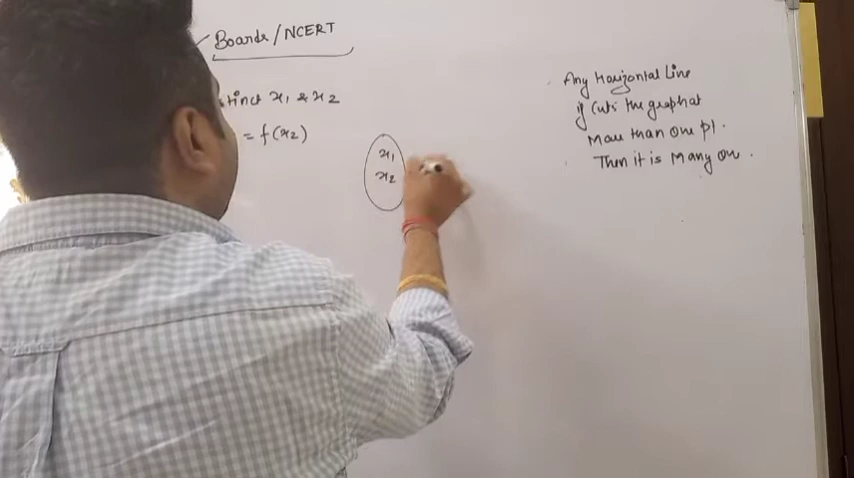 Boards/NCERT
x₁ & x₂
= f(x₂)
x₁
x₂
Any Horizontal Line
if Cuts the graph at
More than one pt.
Then it is Many one.